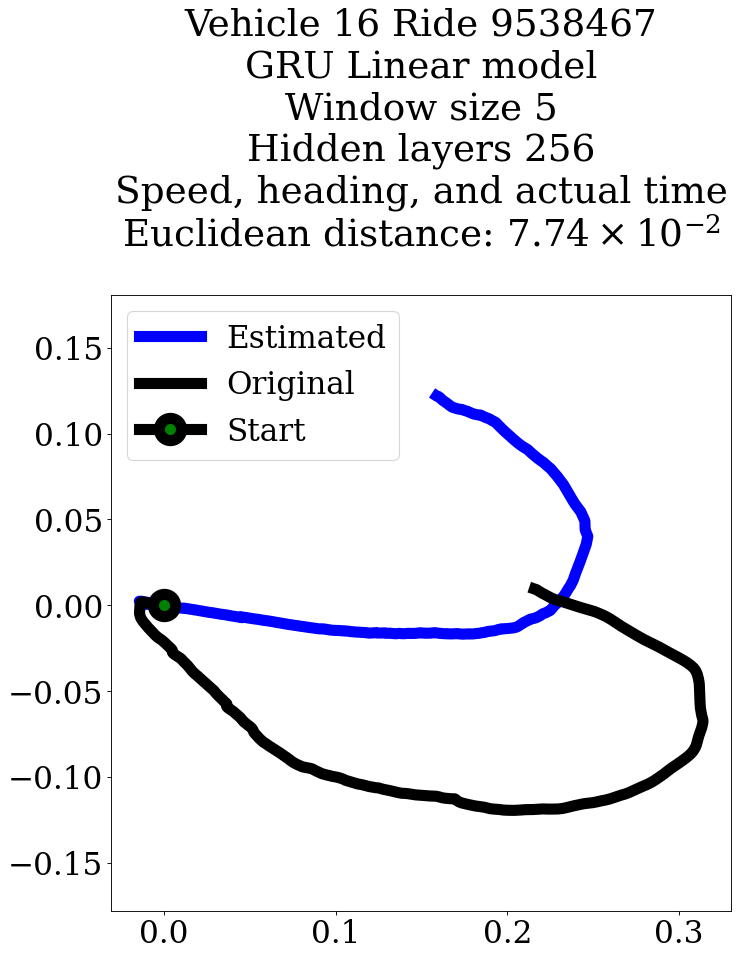 Vehicle 16 Ride 9538467
GRU Linear model
Window size 5
Hidden layers 256
Speed, heading, and actual time
Euclidean distance: 7.74 × 10⁻²
Estimated
Original
Start
0.15
0.10
0.05
0.00
−0.05
−0.10
−0.15
0.0 0.1 0.2 0.3